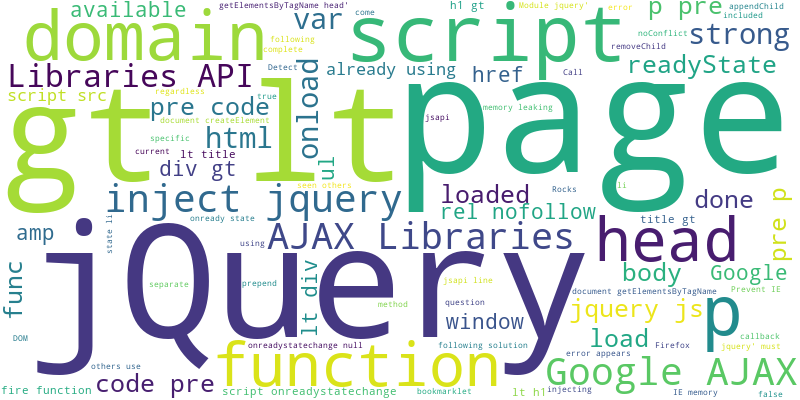 getElementsByTagName head'
come
h1 gt
Module jquery'
error
appendChild
available
var
p pre
included
domain
script
following
complete
noConflict
strong
removeChild
Libraries API
Detect
already using
href
Call
readyState
onload
gt
lt
page
script src
regardless
pre code
true
memory leaking
document createElement
jsapi
specific
html
current
lt title
div gt
ul
seen others
loaded
Rocks
li
done
inject jquery
rel nofollow
onready state
title gt
p pre
amp
state li
using
AJAX Libraries
head
jQuery
func
separate
prepend
lt div
jsapi line
body
Google
document getElementsByTagName
Prevent IE
method
question
p
jquery js
window
DOM
load
callback
onreadystatechange null
following solution
Firefox
jquery' must
error appears
function
others use
Google AJAX
code pre
fire function
script onreadystatechange
bookmarklet
lt h1
injecting
IE memory
false